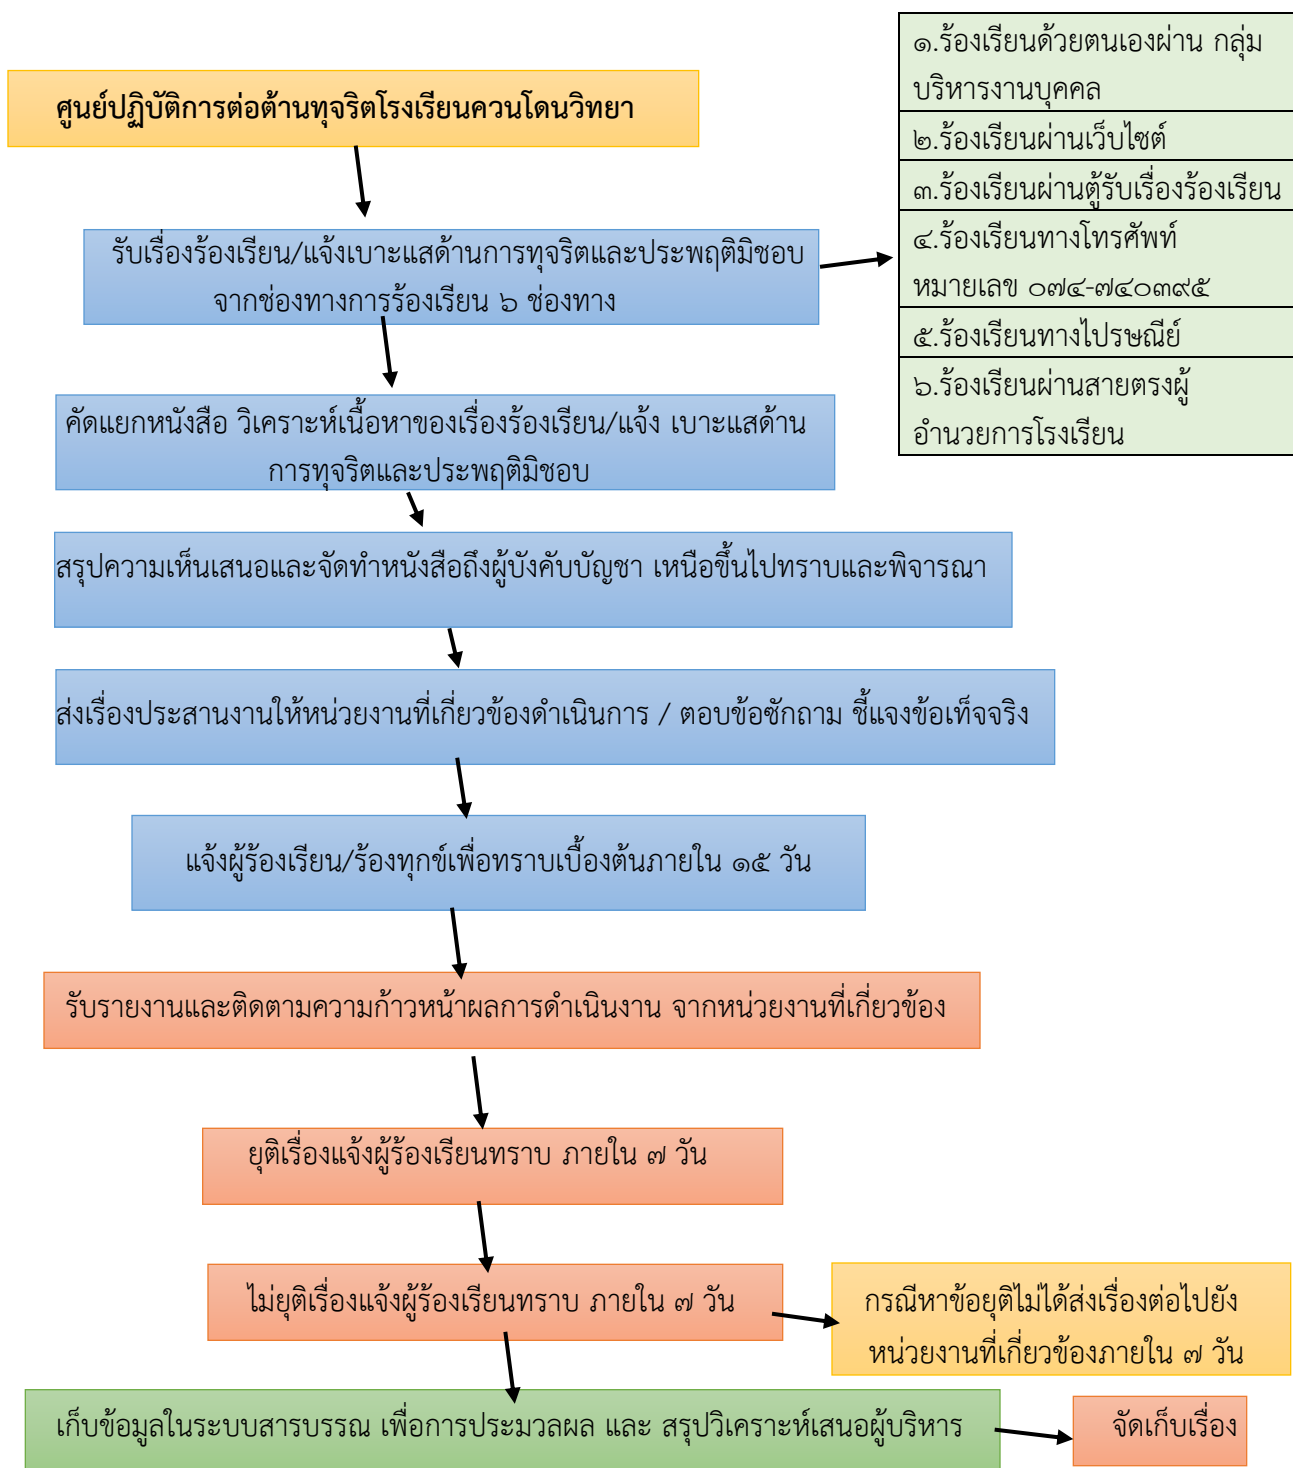 ศูนย์ปฏิบัติการต่อต้านทุจริตโรงเรียนควนโดนวิทยา
รับเรื่องร้องเรียน/แจ้งเบาะแสด้านการทุจริตและประพฤติมิชอบ
จากช่องทางการร้องเรียน ๖ ช่องทาง
๑.ร้องเรียนด้วยตนเองผ่าน กลุ่ม
บริหารงานบุคคล
๒.ร้องเรียนผ่านเว็บไซต์
๓.ร้องเรียนผ่านตู้รับเรื่องร้องเรียน
๔.ร้องเรียนทางโทรศัพท์
หมายเลข ๐๗๔-๗๔๐๓๙๕
๕.ร้องเรียนทางไปรษณีย์
๖.ร้องเรียนผ่านสายตรงผู้
อำนวยการโรงเรียน
คัดแยกหนังสือ วิเคราะห์เนื้อหาของเรื่องร้องเรียน/แจ้ง เบาะแสด้าน
การทุจริตและประพฤติมิชอบ
สรุปความเห็นเสนอและจัดทำหนังสือถึงผู้บังคับบัญชา เหนือขึ้นไปทราบและพิจารณา
ส่งเรื่องประสานงานให้หน่วยงานที่เกี่ยวข้องดำเนินการ / ตอบข้อซักถาม ชี้แจงข้อเท็จจริง
แจ้งผู้ร้องเรียน/ร้องทุกข์เพื่อทราบเบื้องต้นภายใน ๑๕ วัน
รับรายงานและติดตามความก้าวหน้าผลการดำเนินงาน จากหน่วยงานที่เกี่ยวข้อง
ยุติเรื่องแจ้งผู้ร้องเรียนทราบ ภายใน ๗ วัน
ไม่ยุติเรื่องแจ้งผู้ร้องเรียนทราบ ภายใน ๗ วัน
กรณีหาข้อยุติไม่ได้ส่งเรื่องต่อไปยัง
หน่วยงานที่เกี่ยวข้องภายใน ๗ วัน
เก็บข้อมูลในระบบสารบรรณ เพื่อการประมวลผล และ สรุปวิเคราะห์เสนอผู้บริหาร
จัดเก็บเรื่อง